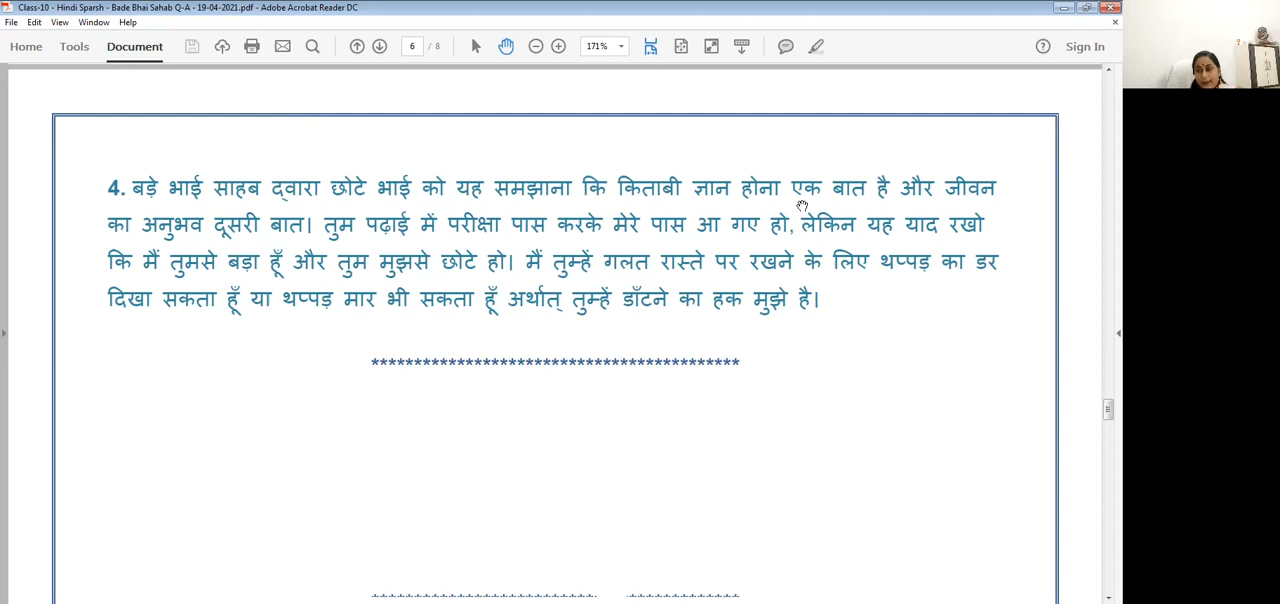 Class-10 - Hindi Sparsh - Bade Bhai Sahab Q-A - 19-04-2021.pdf - Adobe Acrobat Reader DC
File Edit View Window Help
Home Tools Document 6 / 8 171% Sign In
4. बड़े भाई साहब द्वारा छोटे भाई को यह समझाना कि किताबी ज्ञान होना एक बात है और जीवन
का अनुभव दूसरी बात। तुम पढ़ाई में परीक्षा पास करके मेरे पास आ गए हो, लेकिन यह याद रखो
कि मैं तुमसे बड़ा हूँ और तुम मुझसे छोटे हो। मैं तुम्हें गलत रास्ते पर रखने के लिए थप्पड़ का डर
दिखा सकता हूँ या थप्पड़ मार भी सकता हूँ अर्थात् तुम्हें डाँटने का हक मुझे है।
******************************************